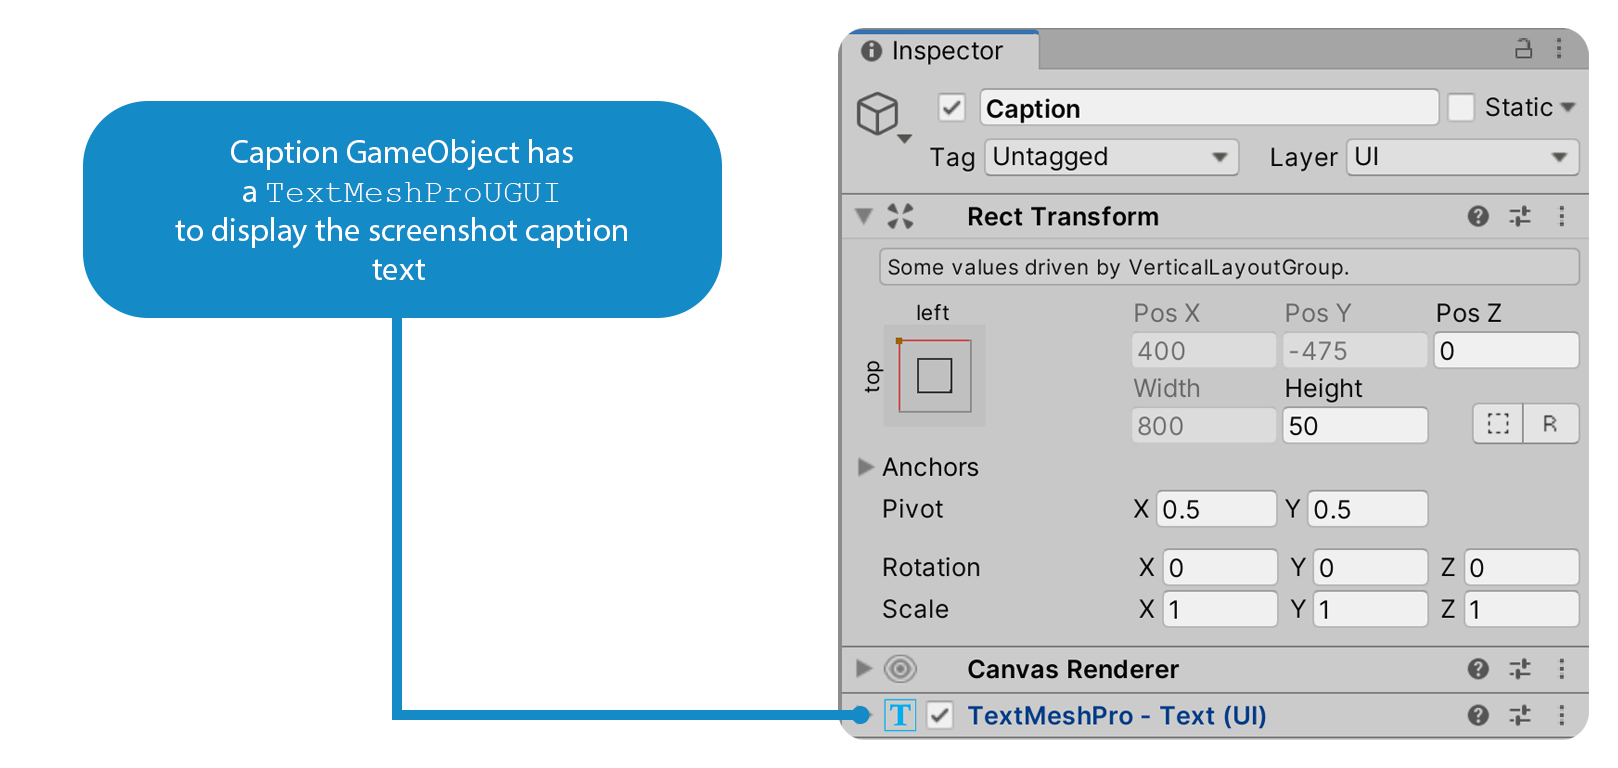 Caption GameObject has
a TextMeshProUGUI
to display the screenshot caption
text
Inspector
Caption
Static
Tag Untagged Layer UI
Rect Transform
Some values driven by VerticalLayoutGroup.
left
top
Pos X Pos Y Pos Z
400 -475 0
Width Height
800 50
R
Anchors
Pivot X 0.5 Y 0.5
Rotation X 0 Y 0 Z 0
Scale X 1 Y 1 Z 1
Canvas Renderer
T TextMeshPro - Text (UI)